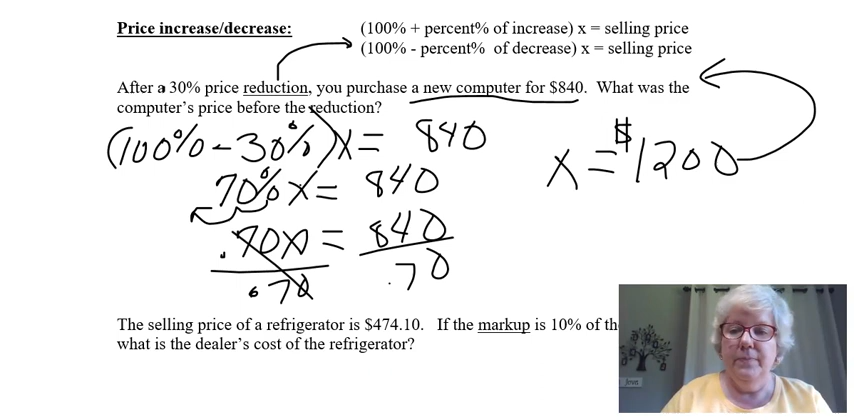 Price increase/decrease:
(100% + percent% of increase) x = selling price
(100% - percent% of decrease) x = selling price
After a 30% price reduction, you purchase a new computer for $840. What was the
computer's price before the reduction?
(100% - 30%)x = 840
70% x = 840
.70x = 840
.70 .70
x = $1200
The selling price of a refrigerator is $474.10. If the markup is 10% of th
what is the dealer's cost of the refrigerator?